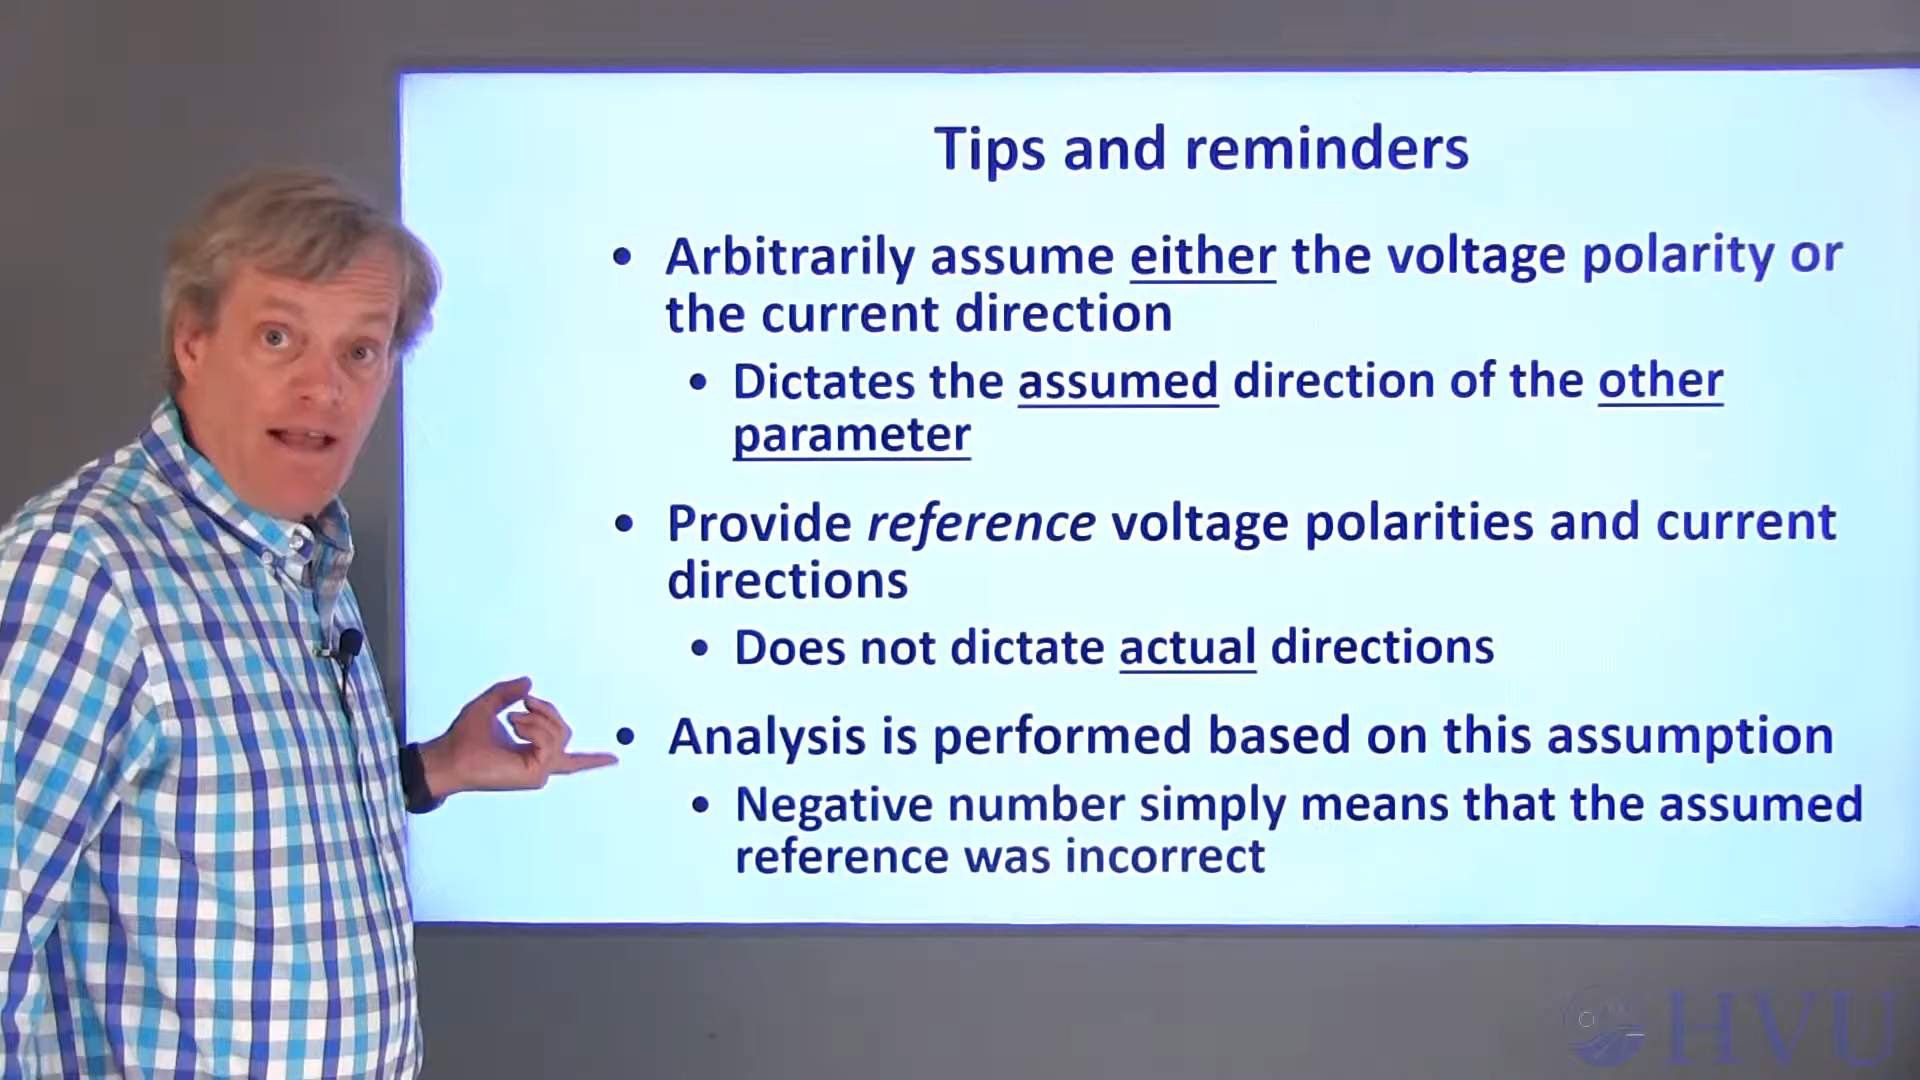 Tips and reminders
• Arbitrarily assume either the voltage polarity or
the current direction
• Dictates the assumed direction of the other
parameter
• Provide reference voltage polarities and current
directions
• Does not dictate actual directions
• Analysis is performed based on this assumption
• Negative number simply means that the assumed
reference was incorrect
HVU